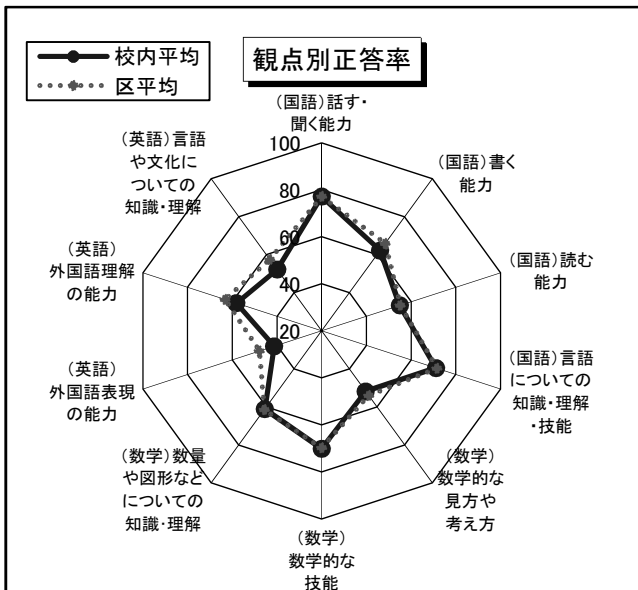 校内平均
区平均
観点別正答率
(国語)話す・
聞く能力
(国語)書く
能力
(国語)読む
能力
(国語)言語
についての
知識・理解
・技能
(数学)
数学的な
見方や
考え方
(数学)
数学的な
技能
(数学)数量
や図形など
についての
知識・理解
(英語)
外国語表現
の能力
(英語)
外国語理解
の能力
(英語)言語
や文化に
ついての
知識・理解
100
80
60
40
20